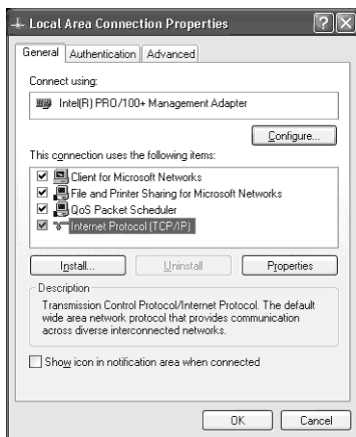 Local Area Connection Properties
General Authentication Advanced
Connect using:
Intel(R) PRO/100+ Management Adapter
Configure...
This connection uses the following items:
Client for Microsoft Networks
File and Printer Sharing for Microsoft Networks
QoS Packet Scheduler
Internet Protocol (TCP/IP)
Install... Uninstall Properties
Description
Transmission Control Protocol/Internet Protocol. The default
wide area network protocol that provides communication
across diverse interconnected networks.
Show icon in notification area when connected
OK Cancel